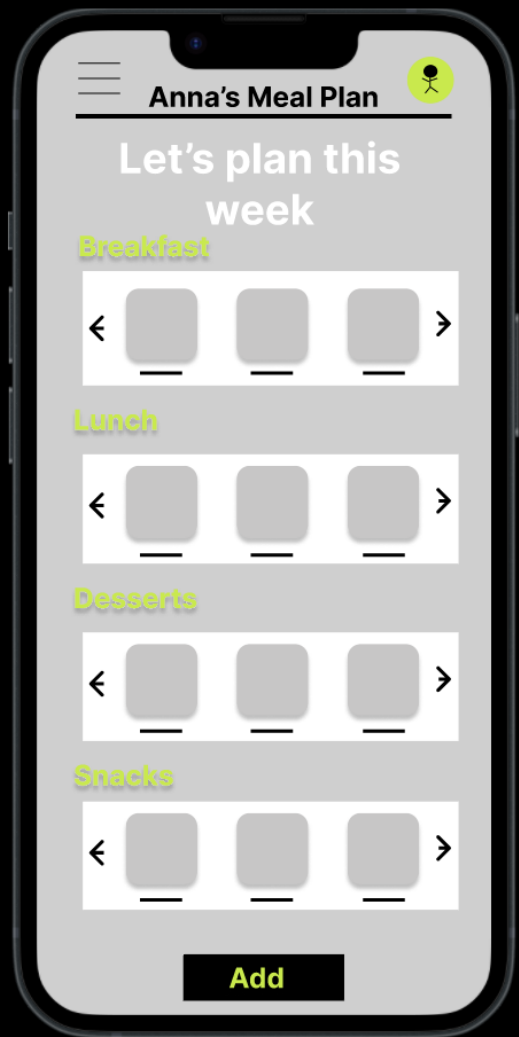 Anna’s Meal Plan
Let’s plan this
week
Breakfast
Lunch
Desserts
Snacks
Add